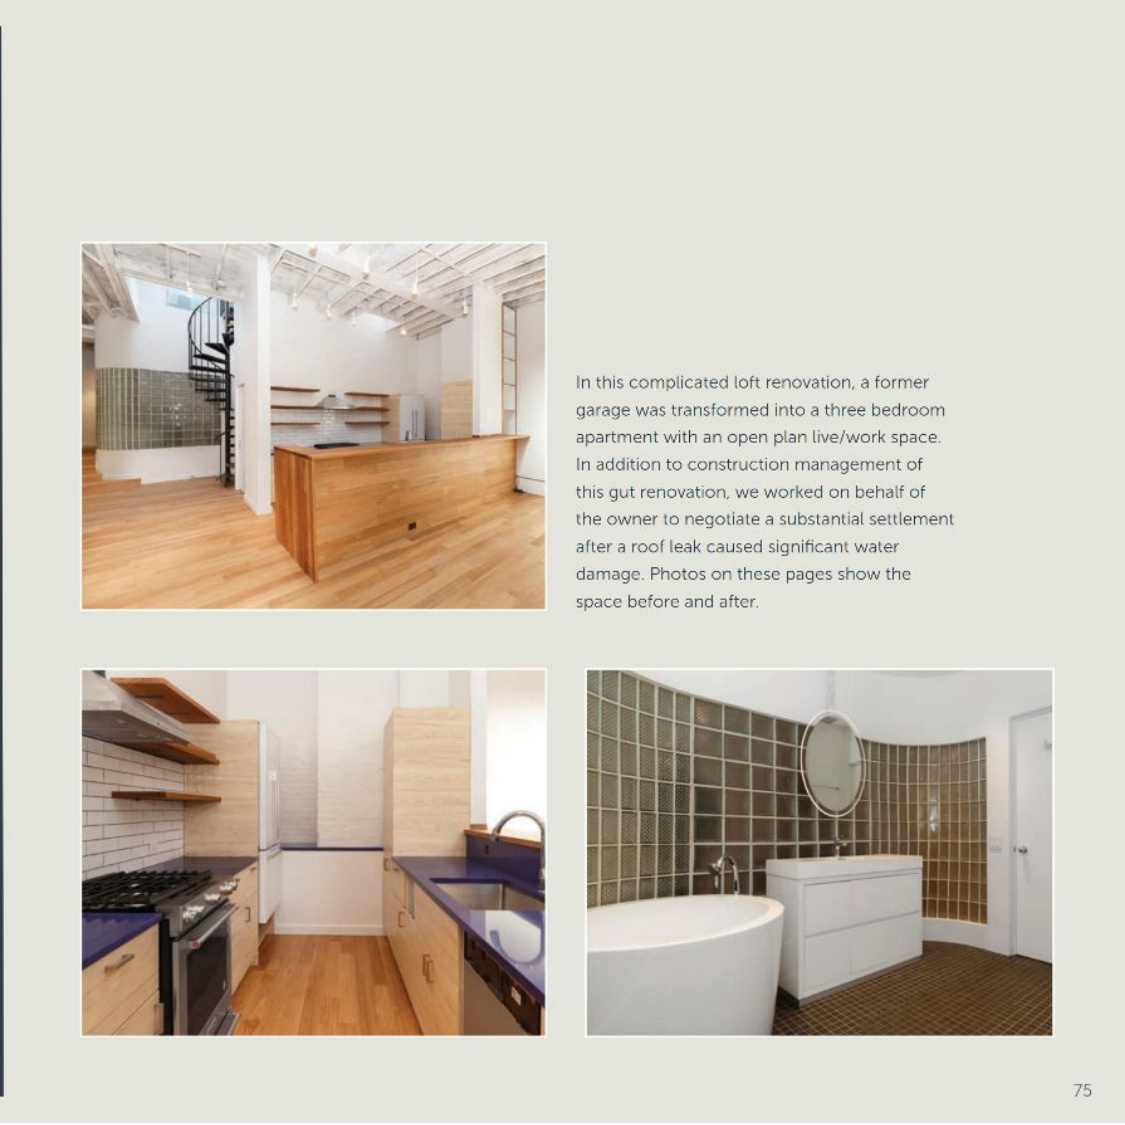 In this complicated loft renovation, a former
garage was transformed into a three bedroom
apartment with an open plan live/work space.
In addition to construction management of
this gut renovation, we worked on behalf of
the owner to negotiate a substantial settlement
after a roof leak caused significant water
damage. Photos on these pages show the
space before and after.
75